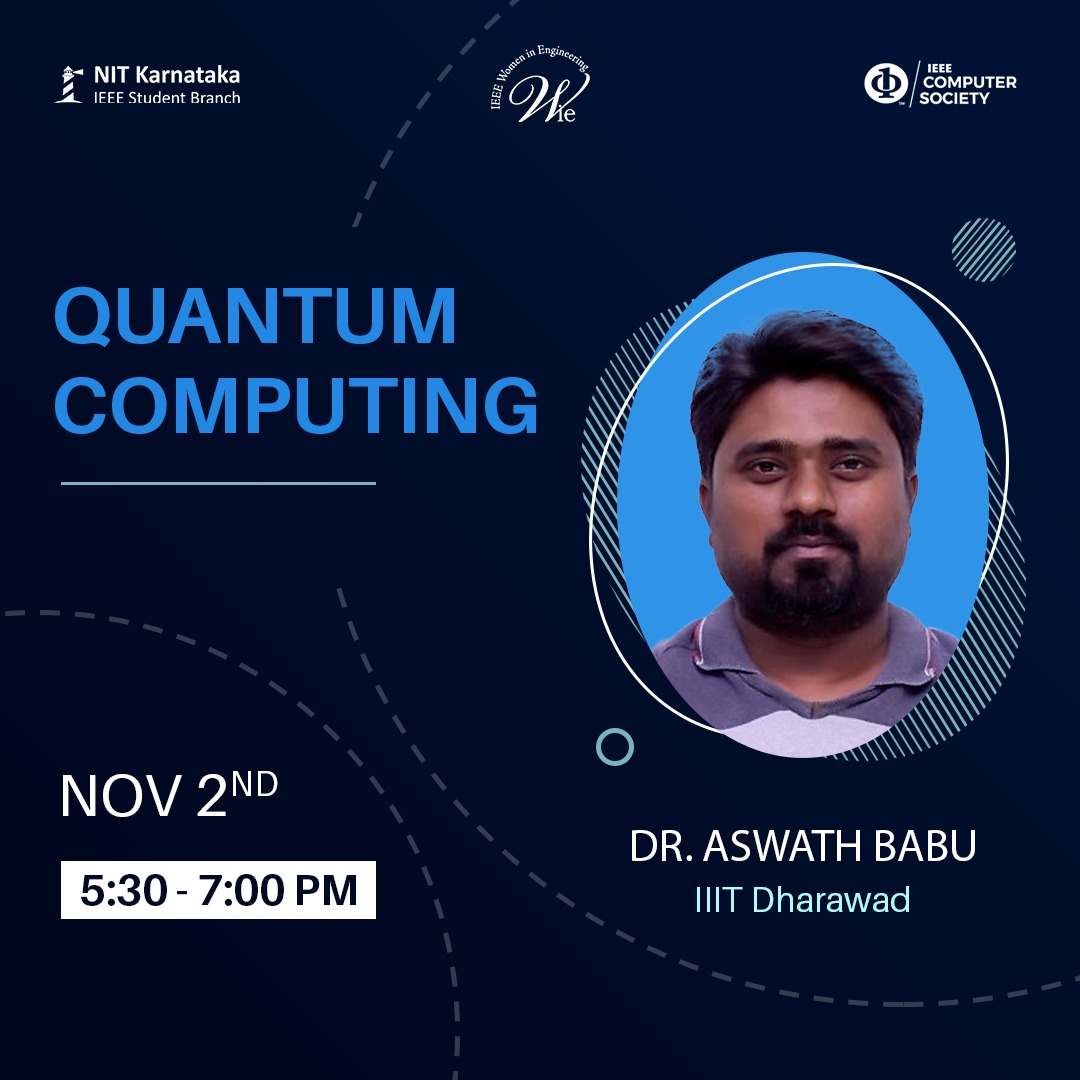 NIT Karnataka
IEEE Student Branch
IEEE Women in Engineering
Wie
IEEE
COMPUTER
SOCIETY
TM
QUANTUM
COMPUTING
NOV 2ND
5:30 - 7:00 PM
DR. ASWATH BABU
IIIT Dharawad